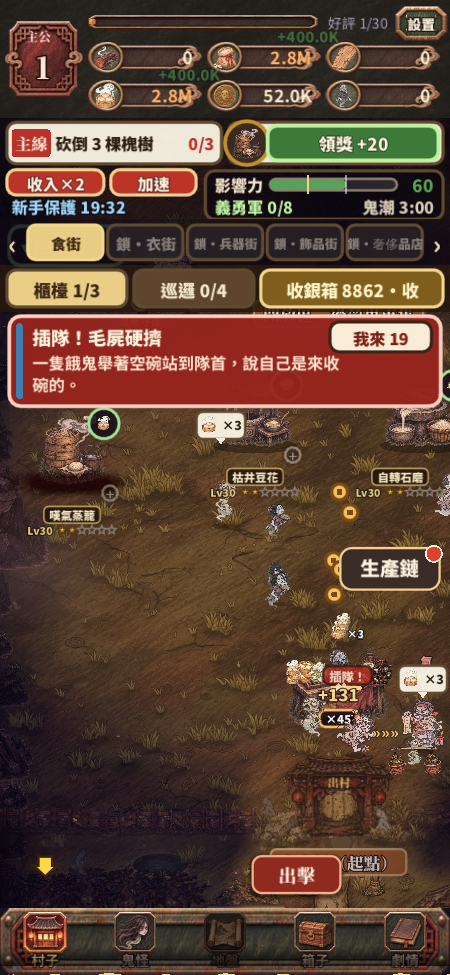 主公
1
好評 1/30
設置
+400.0K
0
2.8M
0
+400.0K
2.8M
52.0K
0
主線 砍倒 3 棵槐樹 0/3
領獎 +20
收入×2
加速
影響力 60
新手保護 19:32
義勇軍 0/8
鬼潮 3:00
‹
食街
鎖・衣街
鎖・兵器街
鎖・飾品街
鎖・奢侈品店
›
櫃檯 1/3
巡邏 0/4
收銀箱 8862・收
插隊！毛屍硬擠
我來 19
一隻餓鬼舉著空碗站到隊首，說自己是來收
碗的。
×3
枯井豆花
Lv30
自轉石磨
Lv30
嘆氣蒸籠
Lv30
生產鏈
×3
插隊！
+131
×45
×3
出村
出擊
(起點)
村子
鬼怪
地盤
箱子
劇情